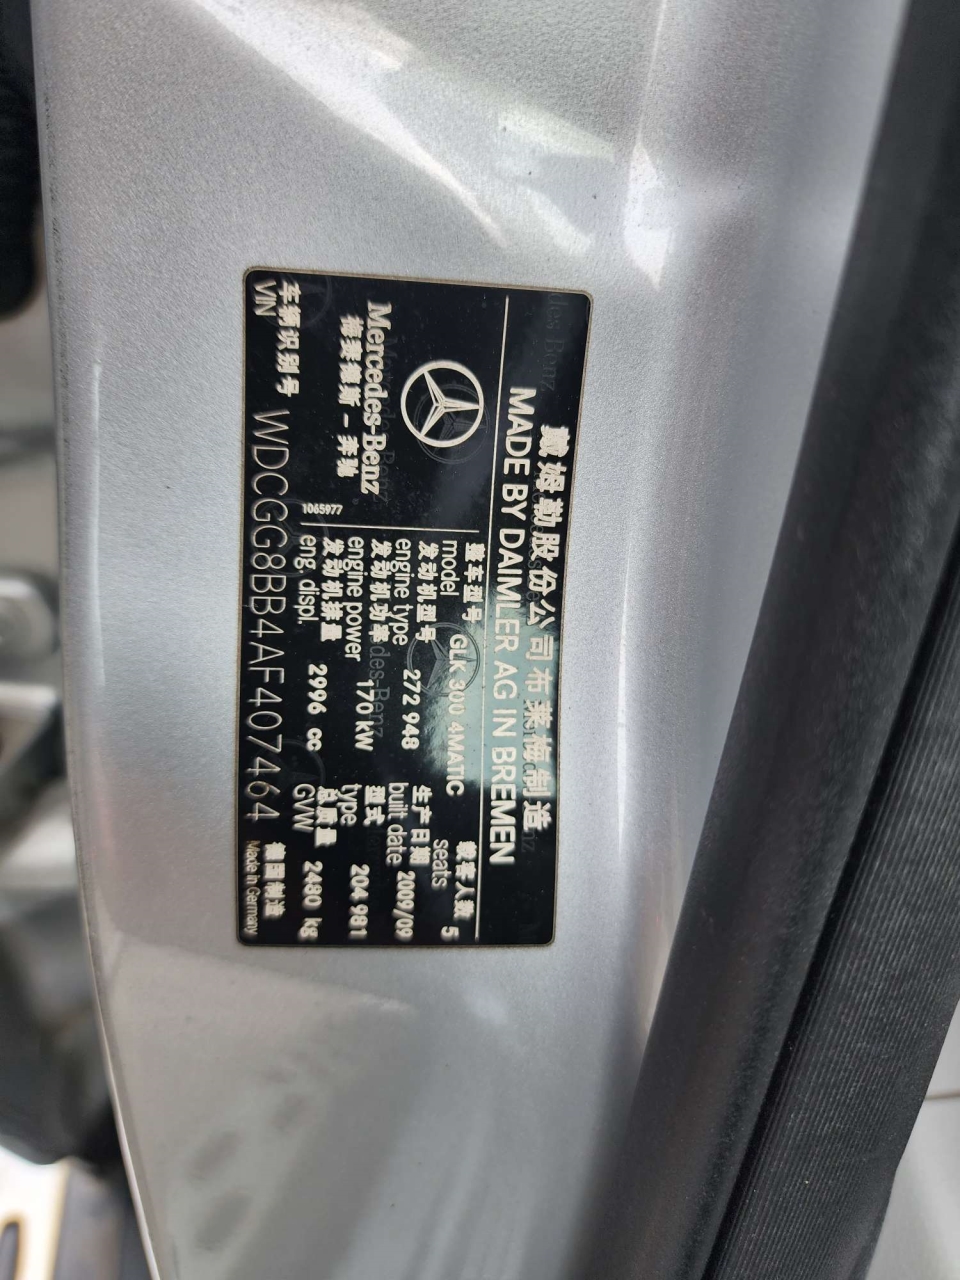 戴姆勒股份公司布莱梅制造
MADE BY DAIMLER AG IN BREMEN
Mercedes-Benz
梅赛德斯-奔驰
整车型号
model GLK 300 4MATIC
载客人数
seats 5
发动机型号
engine type 272 948
生产日期
built date 2009/09
发动机功率
engine power 170 kW
型式
type 204 981
发动机排量
eng. displ. 2996 cc
总质量
GVW 2480 kg
1065977
车辆识别号
VIN WDCGG8BB4AF407464
德国制造
Made in Germany